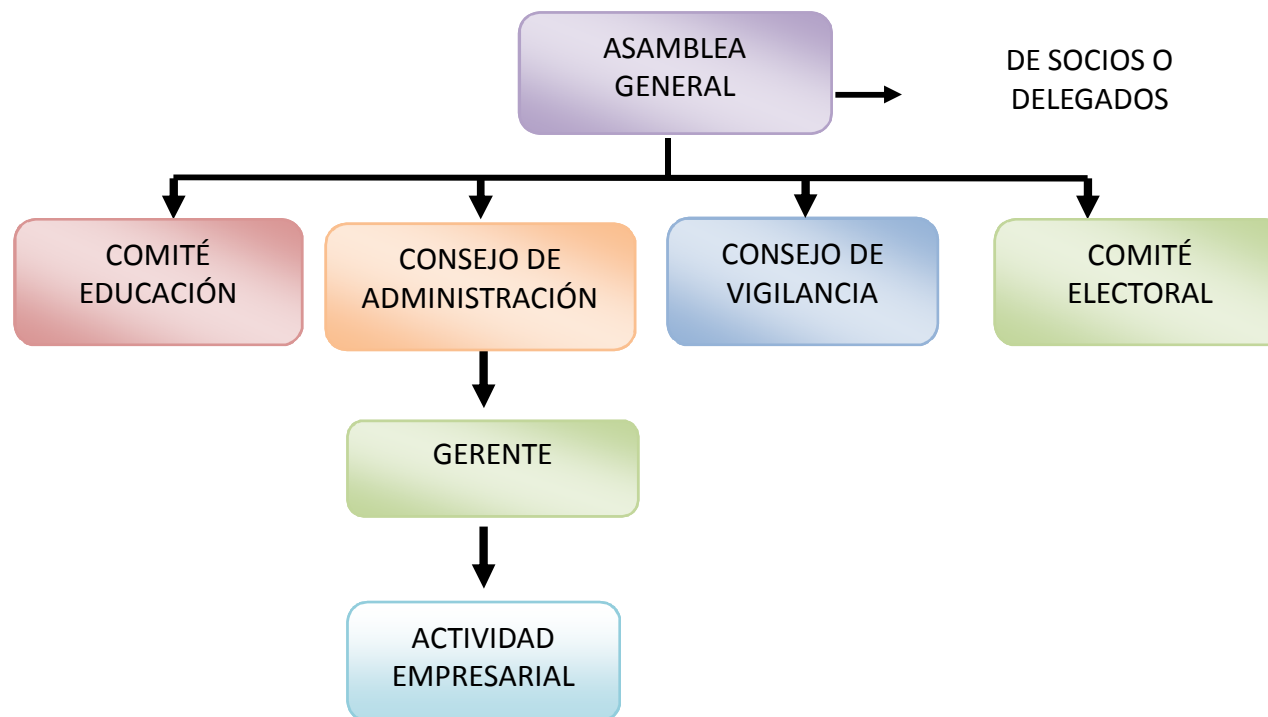 ASAMBLEA
GENERAL
DE SOCIOS O
DELEGADOS
COMITÉ
EDUCACIÓN
CONSEJO DE
ADMINISTRACIÓN
CONSEJO DE
VIGILANCIA
COMITÉ
ELECTORAL
GERENTE
ACTIVIDAD
EMPRESARIAL